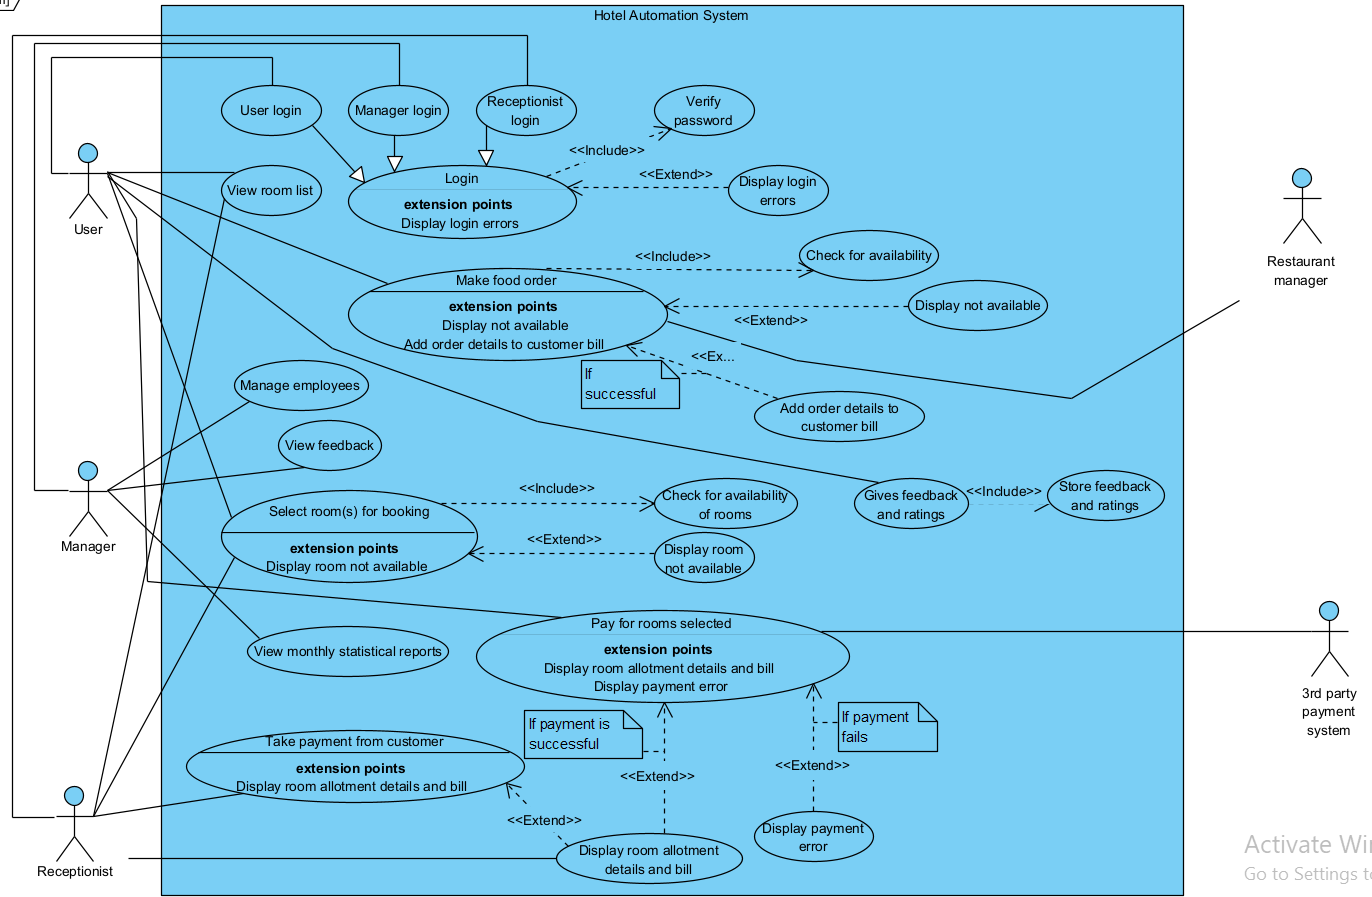 Hotel Automation System
User login
Manager login
Receptionist
login
Verify
password
<<Include>>
Login
extension points
Display login errors
<<Extend>>
Display login
errors
View room list
User
Restaurant
manager
<<Include>>
Check for availability
Make food order
extension points
Display not available
Add order details to customer bill
Display not available
<<Extend>>
<<Ex...
If
successful
Add order details to
customer bill
Manage employees
View feedback
Manager
Select room(s) for booking
extension points
Display room not available
<<Include>>
Check for availability
of rooms
<<Extend>>
Display room
not available
Gives feedback
and ratings
<<Include>>
Store feedback
and ratings
View monthly statistical reports
Pay for rooms selected
extension points
Display room allotment details and bill
Display payment error
3rd party
payment
system
If payment is
successful
If payment
fails
Take payment from customer
extension points
Display room allotment details and bill
<<Extend>>
<<Extend>>
<<Extend>>
Display payment
error
Display room allotment
details and bill
Receptionist
Activate Wi
Go to Settings t